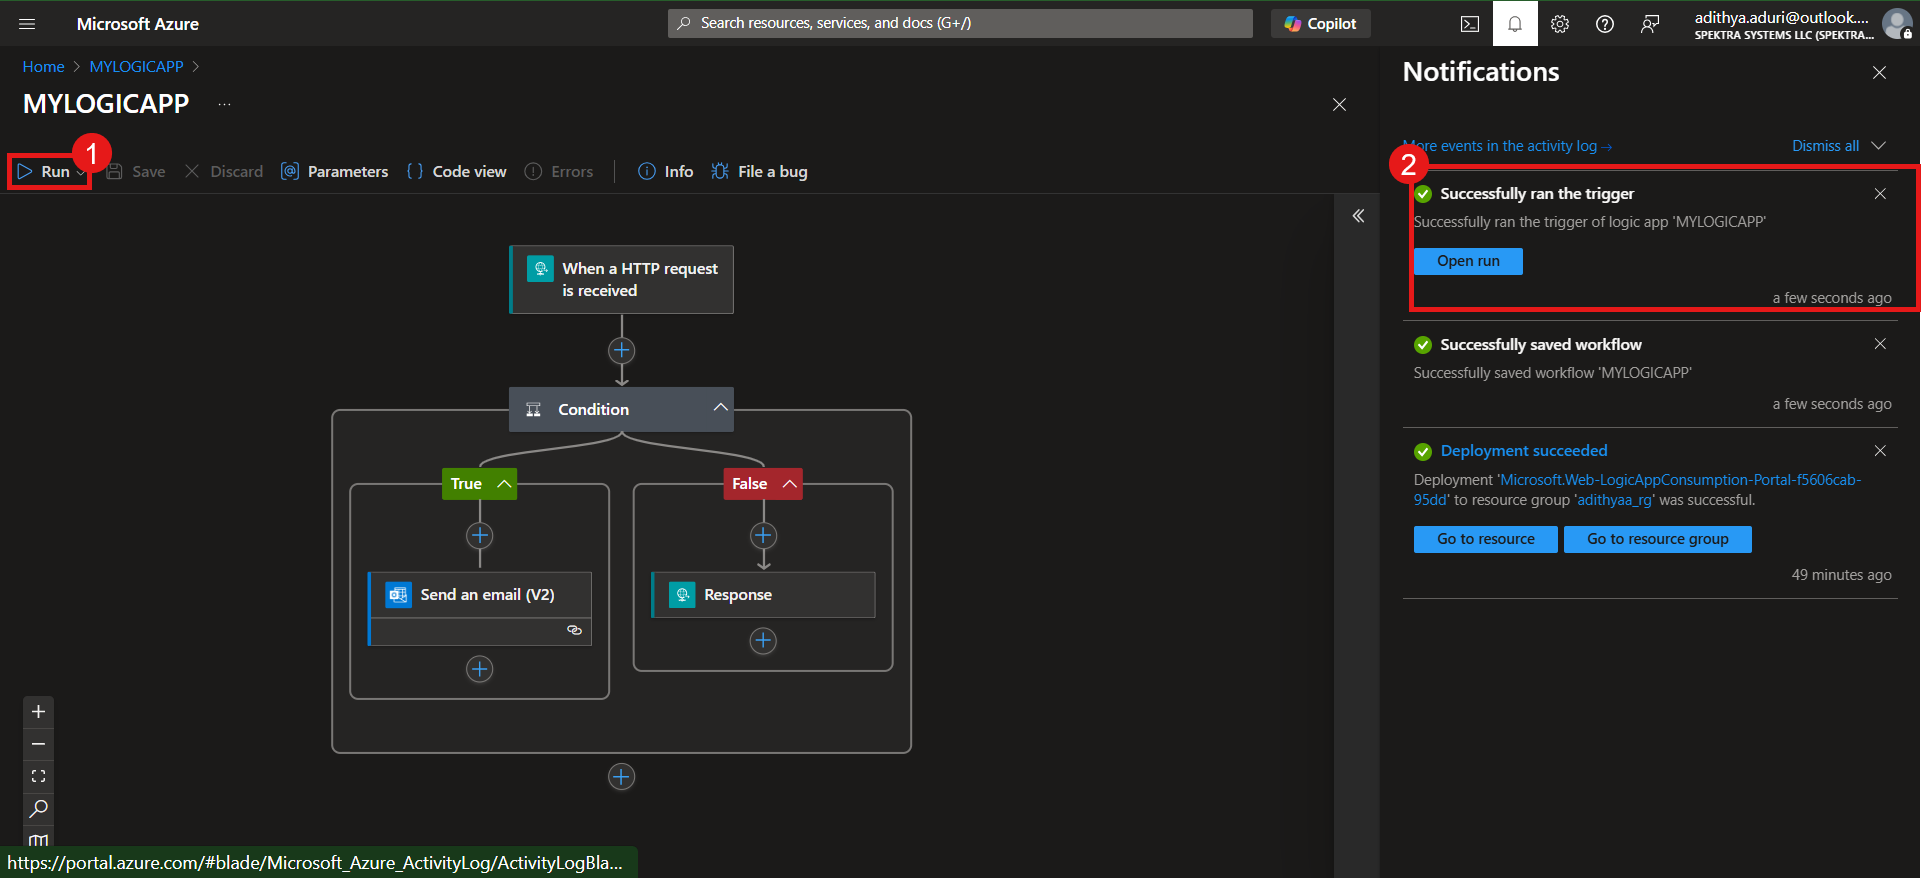 Microsoft Azure
Search resources, services, and docs (G+/)
Copilot
adithya.aduri@outlook....
SPEKTRA SYSTEMS LLC (SPEKTRA...
Home > MYLOGICAPP >
MYLOGICAPP ...
1
Run
Save
Discard
Parameters
Code view
Errors
Info
File a bug
When a HTTP request
is received
Condition
True
False
Send an email (V2)
Response
https://portal.azure.com/#blade/Microsoft_Azure_ActivityLog/ActivityLogBla...
Notifications
More events in the activity log →
Dismiss all
2
Successfully ran the trigger
Successfully ran the trigger of logic app 'MYLOGICAPP'
Open run
a few seconds ago
Successfully saved workflow
Successfully saved workflow 'MYLOGICAPP'
a few seconds ago
Deployment succeeded
Deployment 'Microsoft.Web-LogicAppConsumption-Portal-f5606cab-
95dd' to resource group 'adithyaa_rg' was successful.
Go to resource
Go to resource group
49 minutes ago